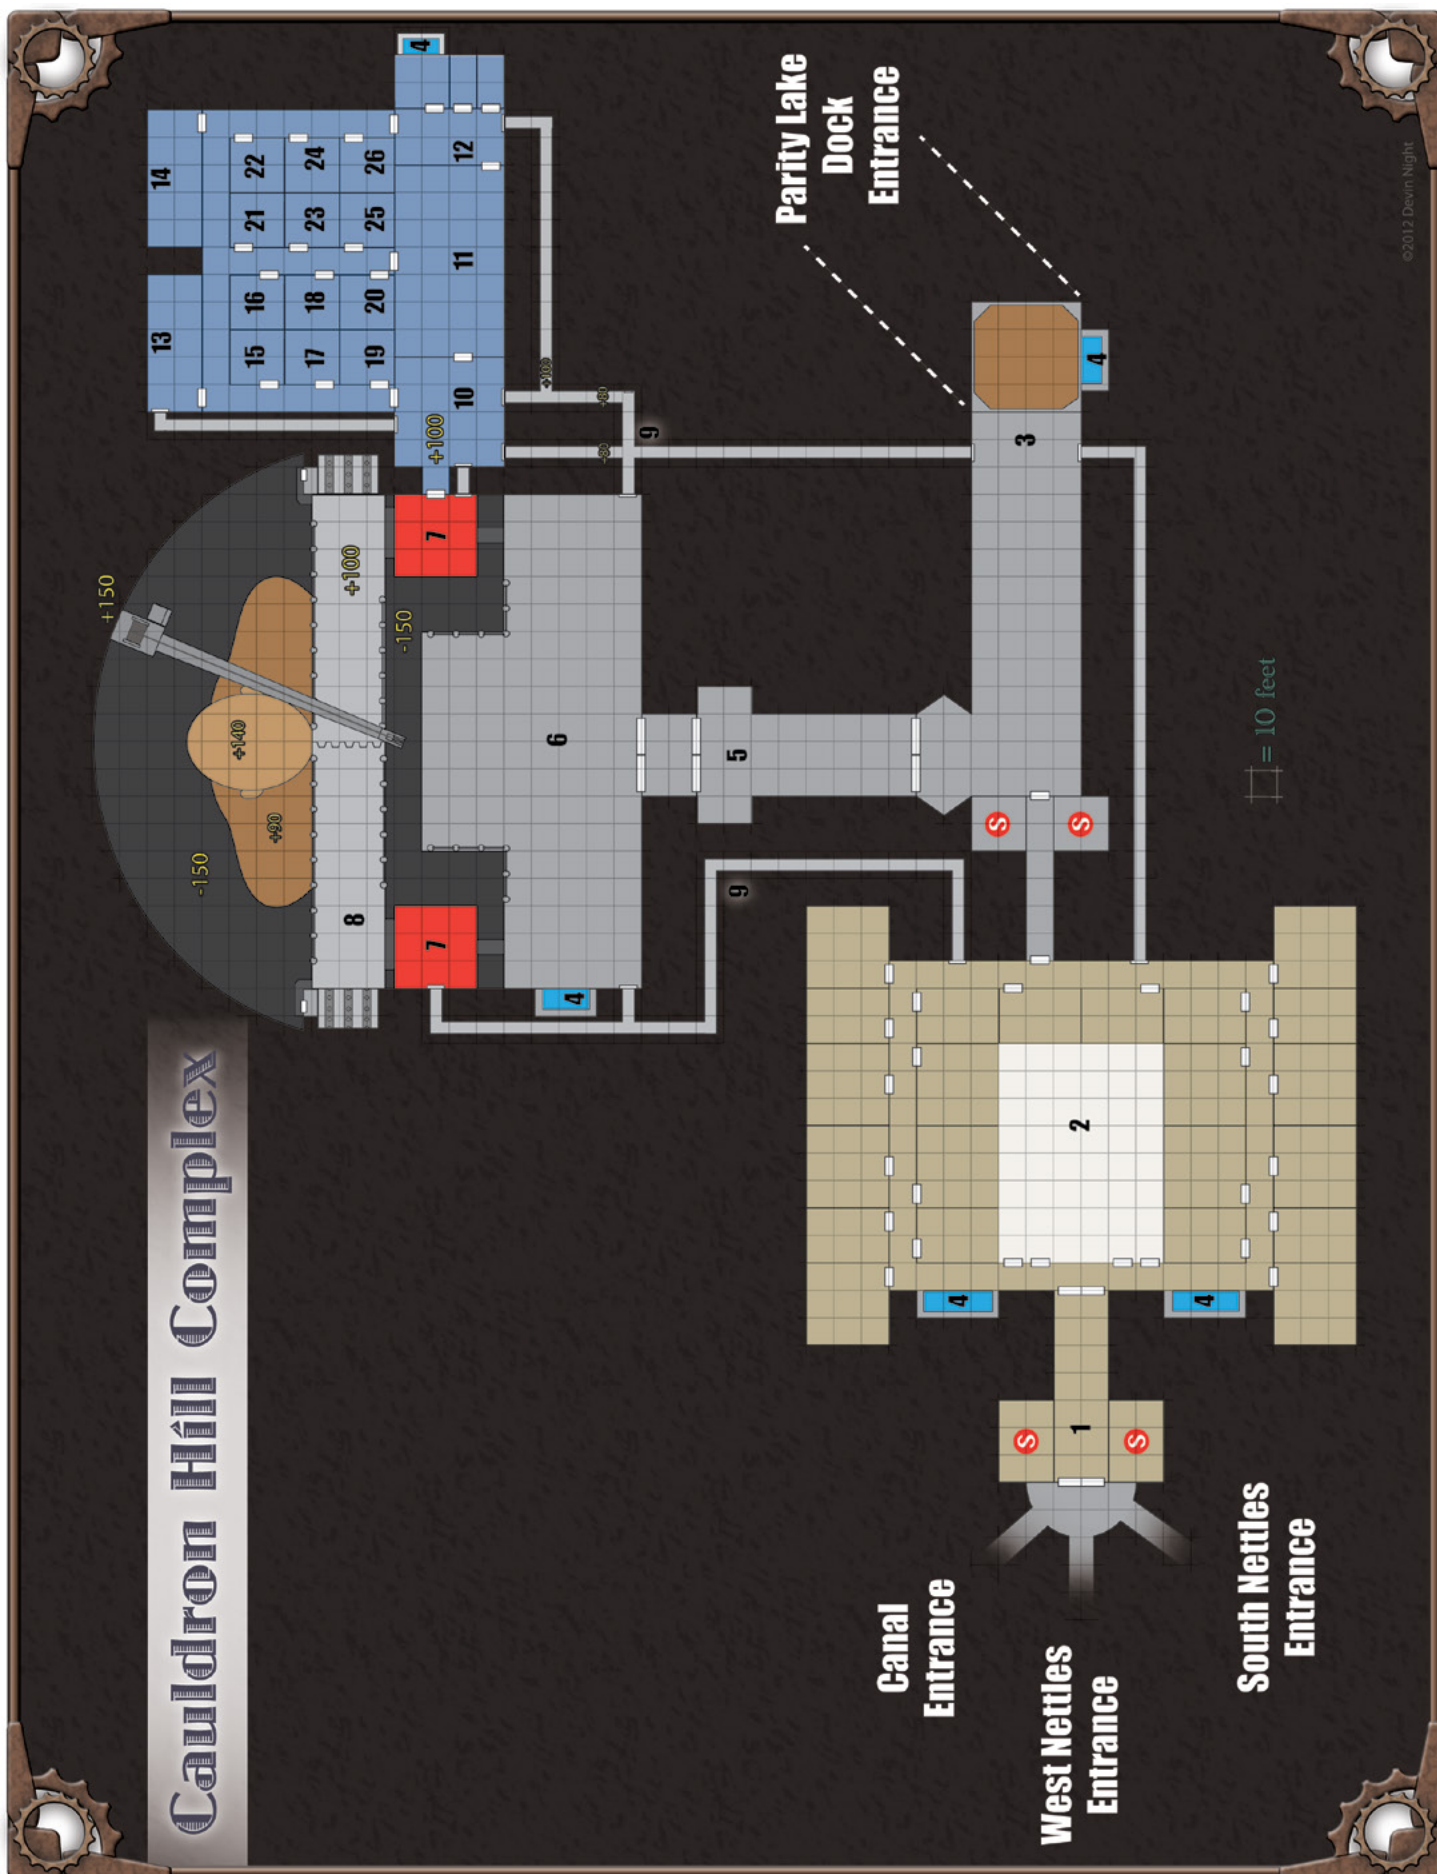 Cauldron Hill Complex
Canal
Entrance
West Nettles
Entrance
South Nettles
Entrance
Parity Lake
Dock
Entrance
= 10 feet
©2012 Devin Night
+150
-150
+140
+90
+100
-150
+100
+100
+80
+80
1
2
3
4
4
4
4
4
5
6
7
7
8
9
9
10
11
12
13
14
15
16
17
18
19
20
21
22
23
24
25
26
S
S
S
S